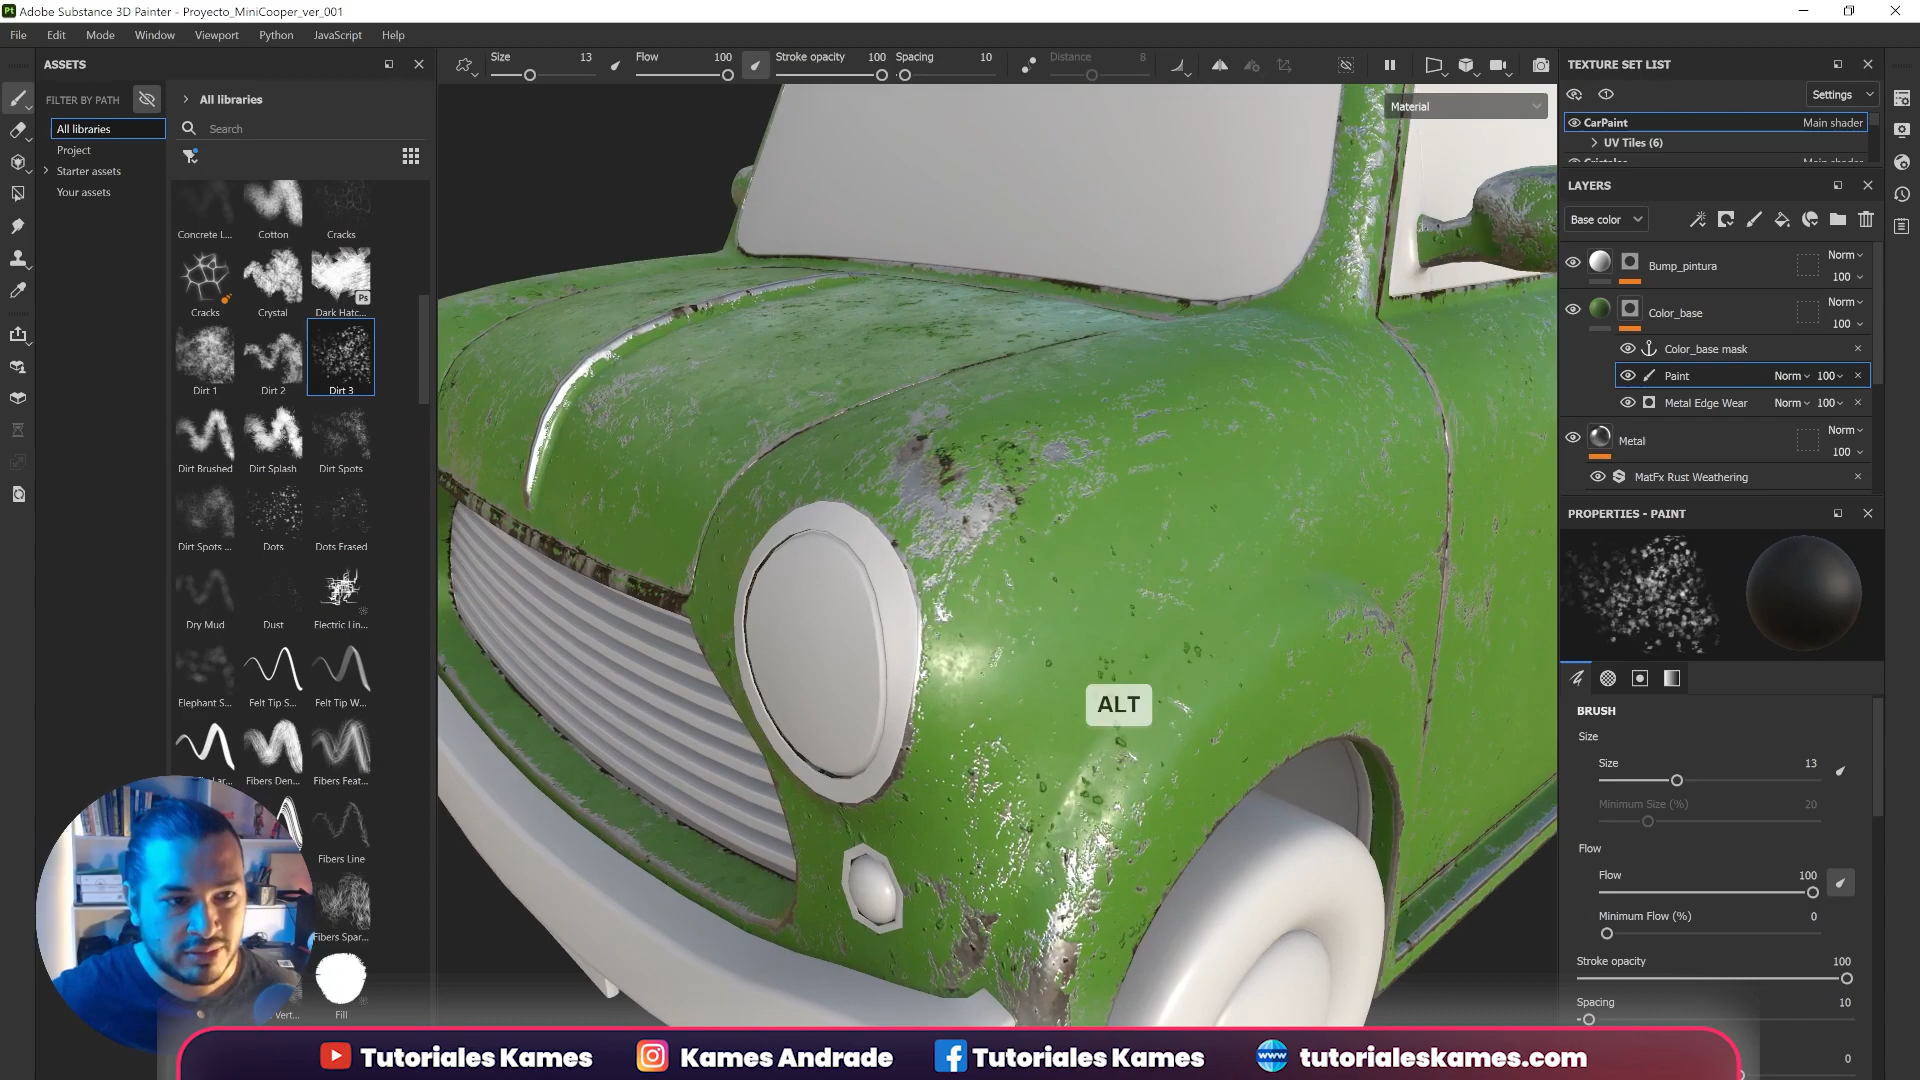 Adobe Substance 3D Painter - Proyecto_MiniCooper_ver_001
File Edit Mode Window Viewport Python JavaScript Help
ASSETS
FILTER BY PATH
All libraries
Project
Starter assets
Your assets
All libraries
Search
Concrete L... Cotton Cracks
Ps
Cracks Crystal Dark Hatc...
Dirt 1 Dirt 2 Dirt 3
Dirt Brushed Dirt Splash Dirt Spots
Dirt Spots ... Dots Dots Erased
Dry Mud Dust Electric Lin...
Elephant S... Felt Tip S... Felt Tip W...
Fibers Den... Fibers Feat...
Fibers Line
Fibers Spar...
Fill
Size 13
Flow 100
Stroke opacity 100
Spacing 10
Distance 8
Material
ALT
TEXTURE SET LIST
Settings
CarPaint Main shader
UV Tiles (6)
LAYERS
Base color
Bump_pintura Norm 100
Color_base Norm 100
Color_base mask
Paint Norm 100
Metal Edge Wear Norm 100
Metal Norm 100
MatFx Rust Weathering
PROPERTIES - PAINT
BRUSH
Size
Size 13
Minimum Size (%) 20
Flow
Flow 100
Minimum Flow (%) 0
Stroke opacity 100
Spacing 10
0
Tutoriales Kames
Kames Andrade
Tutoriales Kames
www
tutorialeskames.com